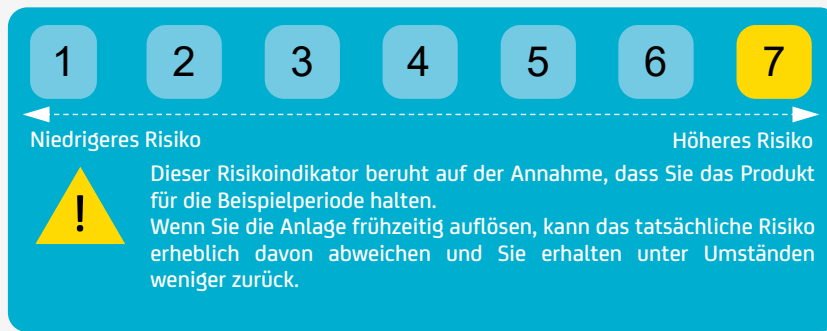 1 2 3 4 5 6 7
Niedrigeres Risiko Höheres Risiko
! Dieser Risikoindikator beruht auf der Annahme, dass Sie das Produkt
für die Beispielperiode halten.
Wenn Sie die Anlage frühzeitig auflösen, kann das tatsächliche Risiko
erheblich davon abweichen und Sie erhalten unter Umständen
weniger zurück.